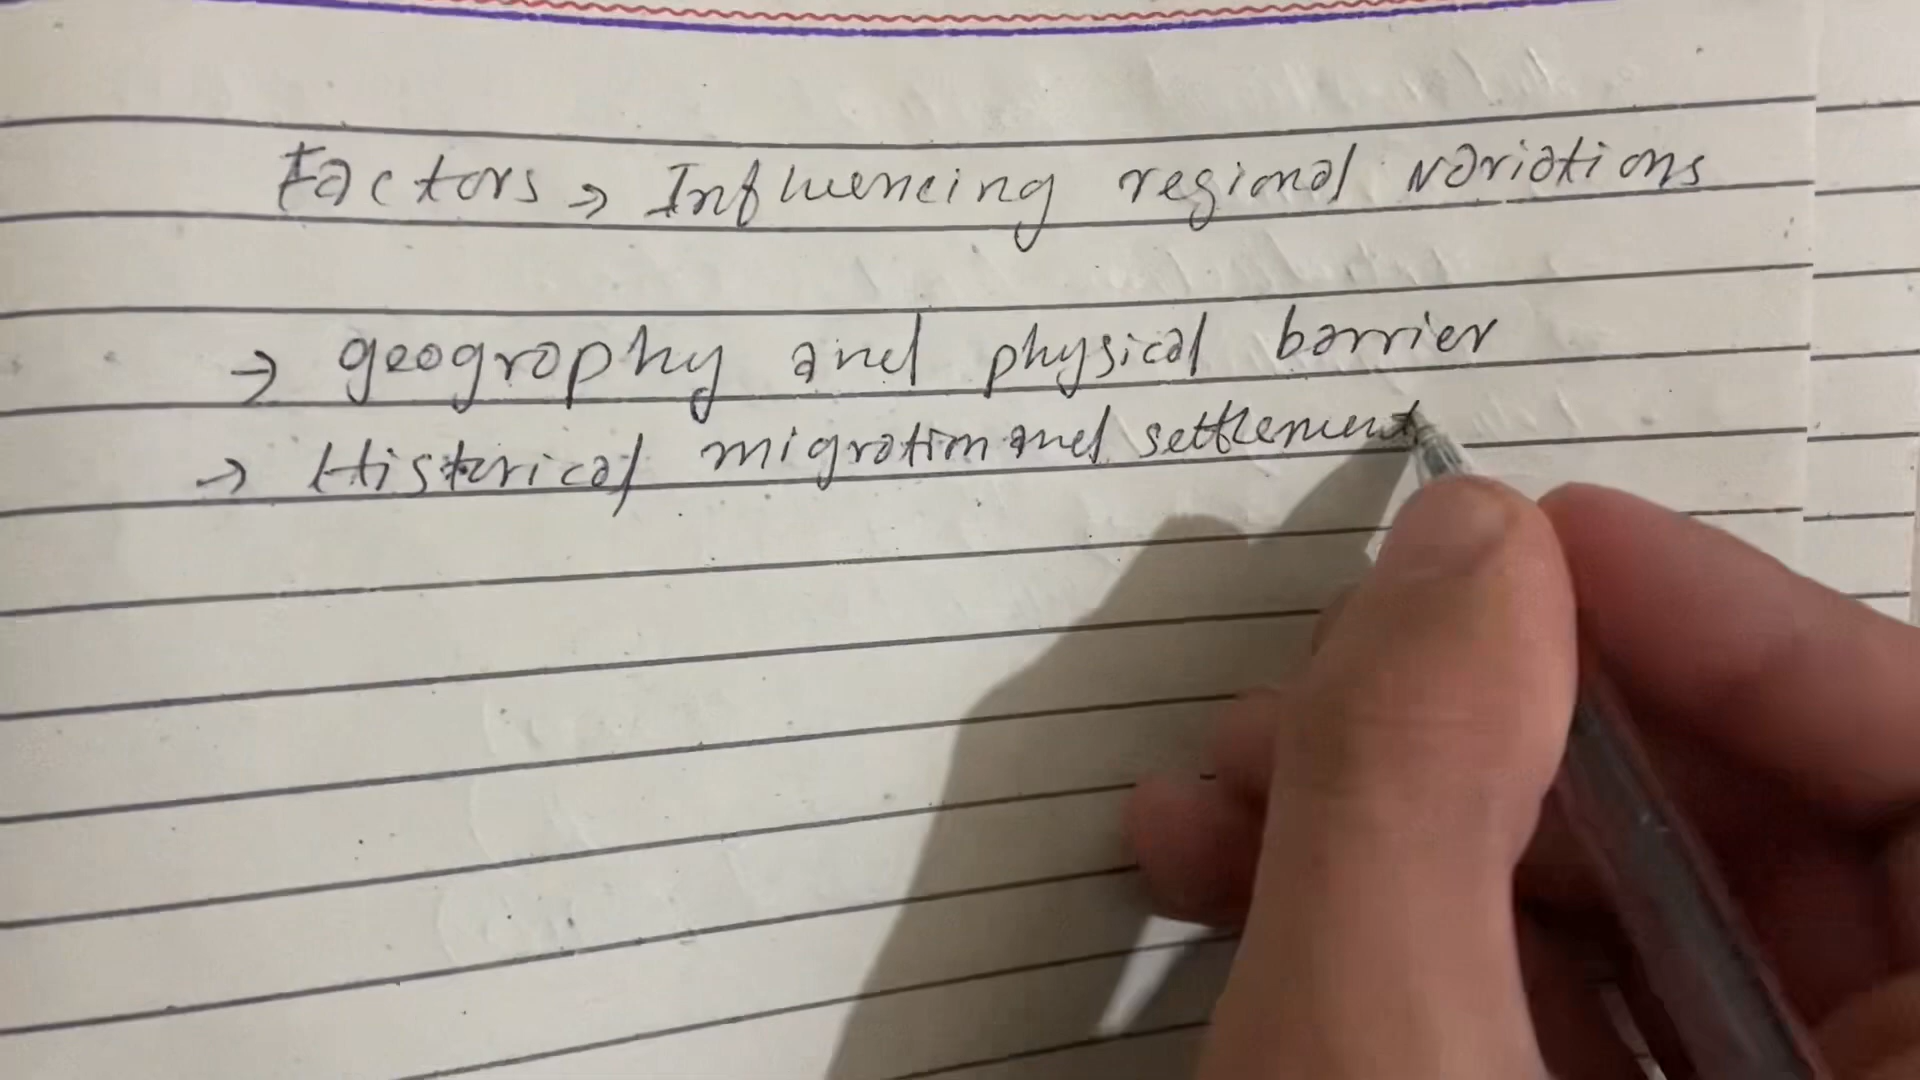 Factors → Influencing regional variations
→ geography and physical barrier
→ Historical migration and settlement